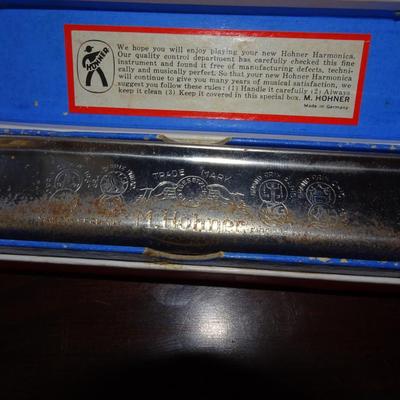 HOHNER
We hope you will enjoy playing your new Hohner Harmonica.
Our quality control department has carefully checked this fine
instrument and found it free of manufacturing defects, techni-
cally and musically perfect. So that your new Hohner Harmonica
will continue to give you many years of musical satisfaction, we
suggest you follow these rules: (1) Handle it carefully (2) Always
keep it clean (3) Keep it covered in this special box. M. HOHNER
Made in Germany
TRADE MARK
M. Hohner